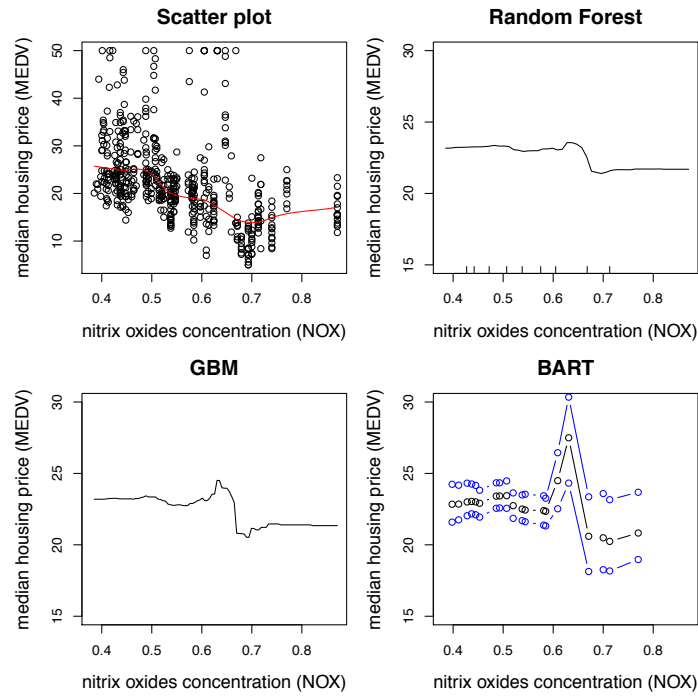 Scatter plot
median housing price (MEDV)
50
40
30
20
10
0.4 0.5 0.6 0.7 0.8
nitrix oxides concentration (NOX)
Random Forest
median housing price (MEDV)
30
25
20
15
0.4 0.5 0.6 0.7 0.8
nitrix oxides concentration (NOX)
GBM
median housing price (MEDV)
30
25
20
15
0.4 0.5 0.6 0.7 0.8
nitrix oxides concentration (NOX)
BART
median housing price (MEDV)
30
25
20
15
0.4 0.5 0.6 0.7 0.8
nitrix oxides concentration (NOX)